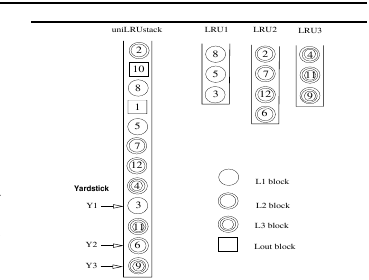 uniLRUstack LRU1 LRU2 LRU3
2 8 2 4
10 5 7 11
8 3 12 9
1 6
5
7
12
4
Yardstick
Y1 3
11
Y2 6
Y3 9
L1 block
L2 block
L3 block
Lout block